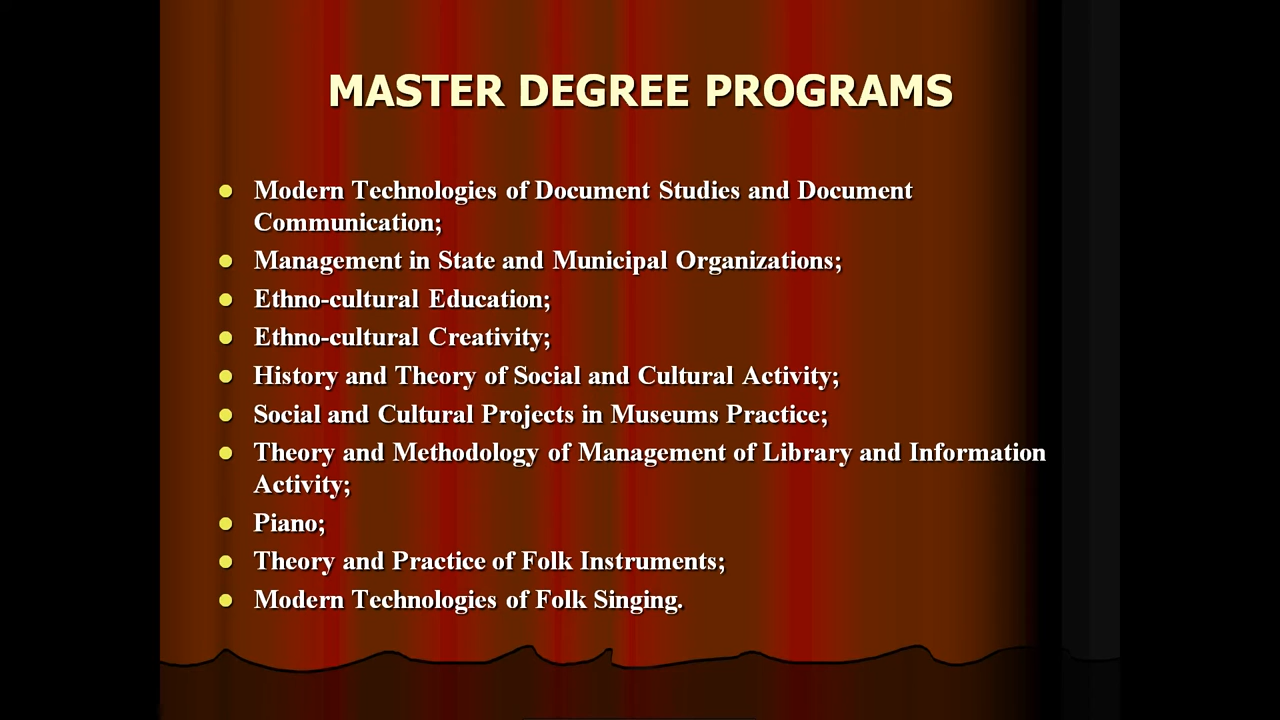 MASTER DEGREE PROGRAMS
Modern Technologies of Document Studies and Document
Communication;
Management in State and Municipal Organizations;
Ethno-cultural Education;
Ethno-cultural Creativity;
History and Theory of Social and Cultural Activity;
Social and Cultural Projects in Museums Practice;
Theory and Methodology of Management of Library and Information
Activity;
Piano;
Theory and Practice of Folk Instruments;
Modern Technologies of Folk Singing.